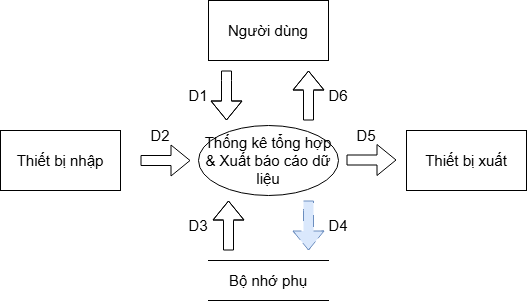 Người dùng
D1
D6
D2
D5
Thiết bị nhập
Thống kê tổng hợp
& Xuất báo cáo dữ
liệu
Thiết bị xuất
D3
D4
Bộ nhớ phụ